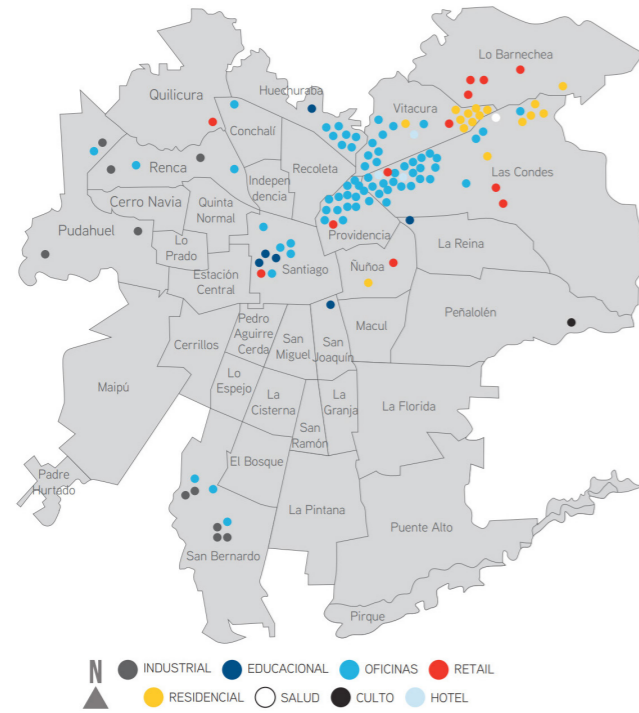 Lo Barnechea
Huechuraba
Quilicura
Vitacura
Conchalí
Renca
Recoleta
Indepen
dencia
Las Condes
Cerro Navia
Quinta
Normal
Pudahuel
Providencia
Lo
Prado
La Reina
Estación
Central
Santiago
Ñuñoa
Peñalolén
Pedro
Aguirre
Cerda
San
Miguel
San
Joaquín
Macul
Cerrillos
Maipú
Lo
Espejo
La
Cisterna
La
Granja
La Florida
San
Ramón
El Bosque
Padre
Hurtado
La Pintana
Puente Alto
San Bernardo
Pirque
N
INDUSTRIAL EDUCACIONAL OFICINAS RETAIL
RESIDENCIAL SALUD CULTO HOTEL